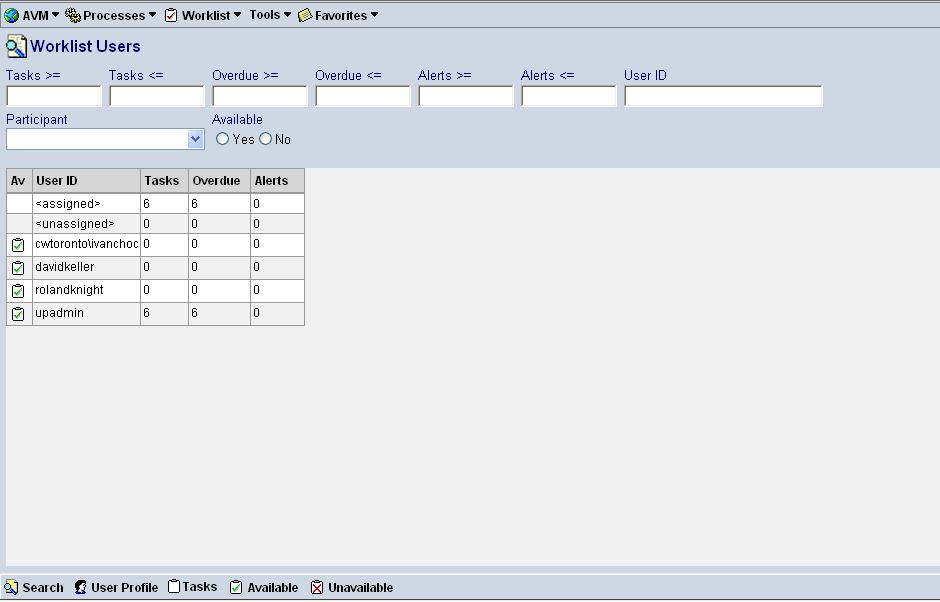 AVM Processes Worklist Tools Favorites
Worklist Users
Tasks >= Tasks <= Overdue >= Overdue <= Alerts >= Alerts <= User ID
Participant Available
Yes No
Av User ID Tasks Overdue Alerts
<assigned> 6 6 0
<unassigned> 0 0 0
cwtoronto\ivanchoc 0 0 0
davidkeller 0 0 0
rolandknight 0 0 0
upadmin 6 6 0
Search User Profile Tasks Available Unavailable